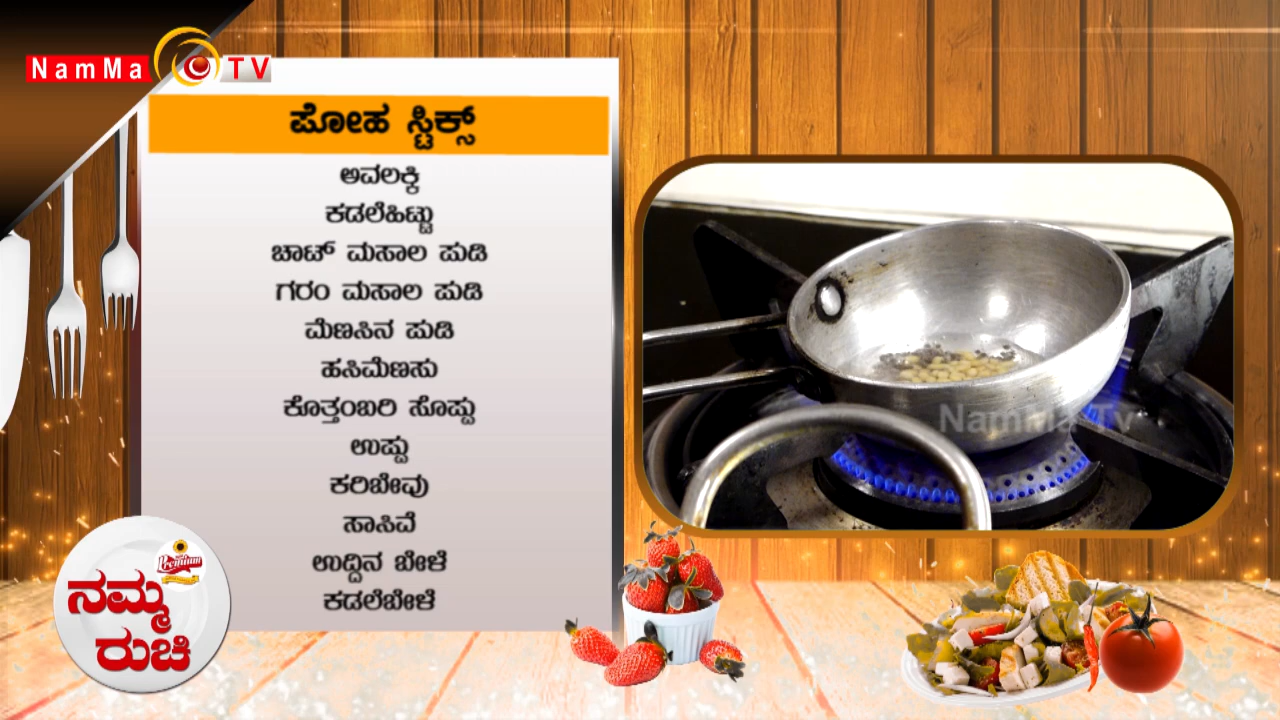 NamMa TV
ಪೋಹ ಸ್ಟಿಕ್ಸ್
ಅವಲಕ್ಕಿ
ಕಡಲೆಹಿಟ್ಟು
ಚಾಟ್ ಮಸಾಲ ಪುಡಿ
ಗರಂ ಮಸಾಲ ಪುಡಿ
ಮೆಣಸಿನ ಪುಡಿ
ಹಸಿಮೆಣಸು
ಕೊತ್ತಂಬರಿ ಸೊಪ್ಪು
ಉಪ್ಪು
ಕರಿಬೇವು
ಸಾಸಿವೆ
ಉದ್ದಿನ ಬೇಳೆ
ಕಡಲೆಬೇಳೆ
NamMa Tv
Premium
ನಮ್ಮ
ರುಚಿ